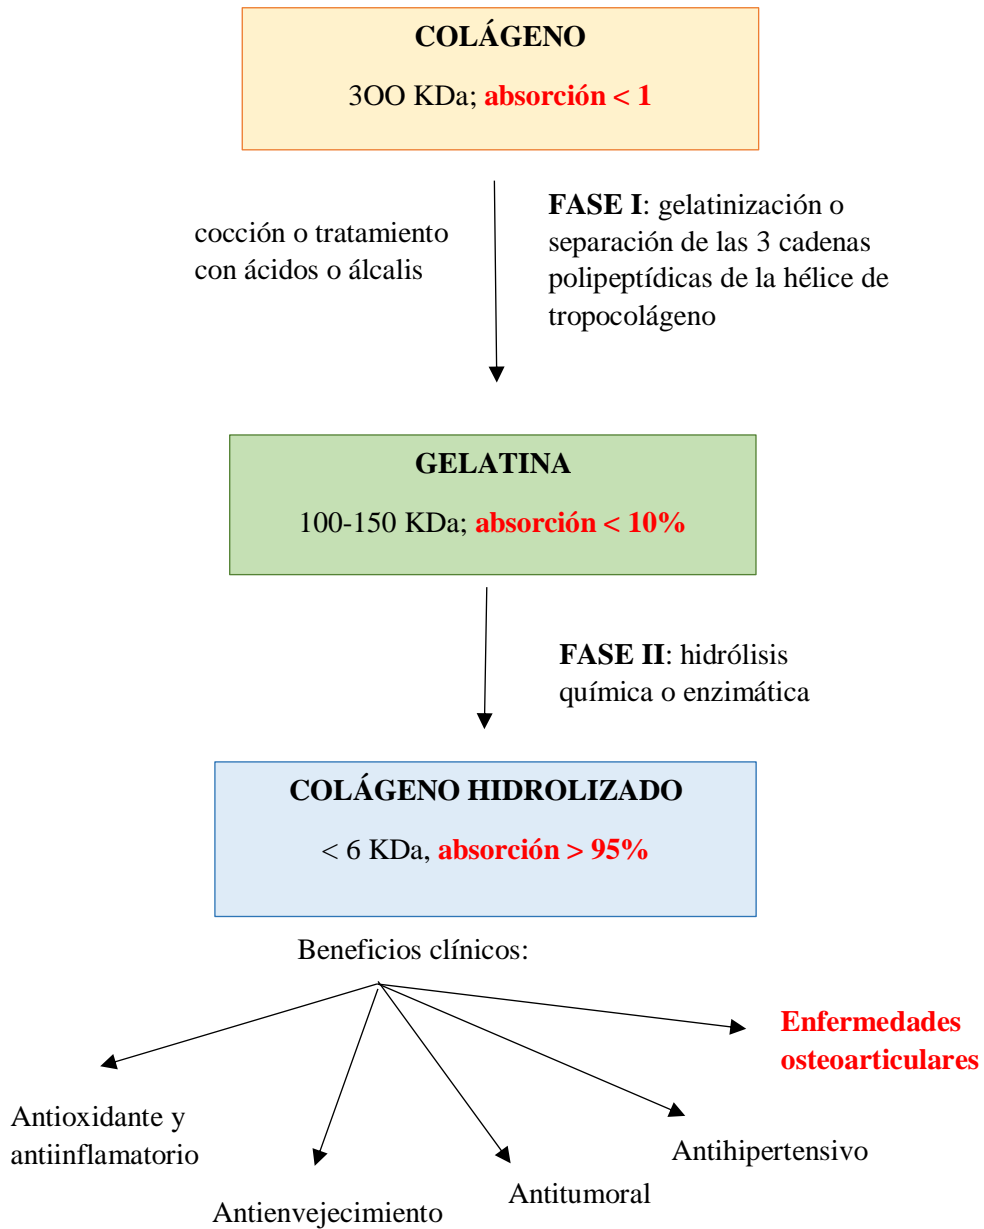 COLÁGENO
3OO KDa; absorción < 1
cocción o tratamiento
con ácidos o álcalis
FASE I: gelatinización o
separación de las 3 cadenas
polipeptídicas de la hélice de
tropocolágeno
GELATINA
100-150 KDa; absorción < 10%
FASE II: hidrólisis
química o enzimática
COLÁGENO HIDROLIZADO
< 6 KDa, absorción > 95%
Beneficios clínicos:
Enfermedades
osteoarticulares
Antioxidante y
antiinflamatorio
Antihipertensivo
Antitumoral
Antienvejecimiento